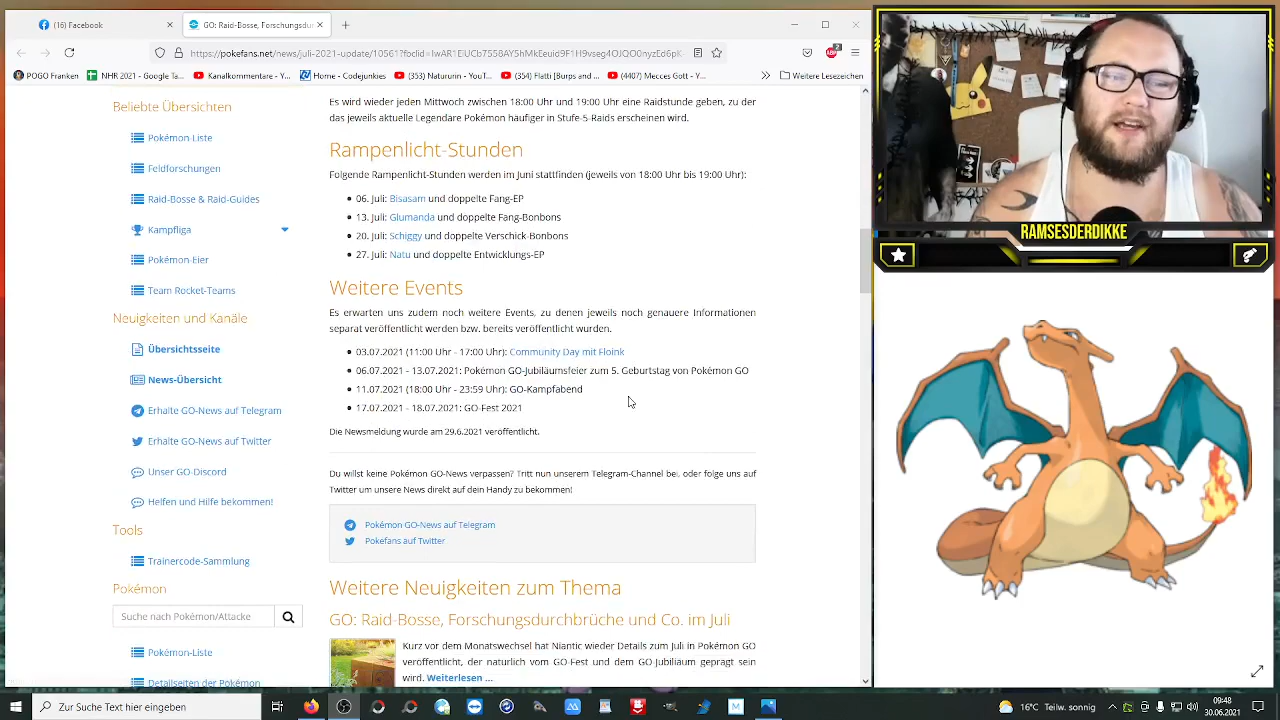 (16) Facebook
GO: Raid-Bosse, Forschungsdu
POGO Franken
NHR 2021 - Google Ta...
Kanalkommentare - Y...
Home - Codqunkies
(353) Naturunin - YouT...
(354) Flatti [Burps and ...
(4407) Mecces Gott - Y...
Weitere Lesezeichen
Beliebte Übersichten
Pokémon-Liste
Feldforschungen
Raid-Bosse & Raid-Guides
Kampfliga
Pokémon-Eier
Team Rocket-Teams
Neuigkeiten und Kanäle
Übersichtsseite
News-Übersicht
Erhalte GO-News auf Telegram
Erhalte GO-News auf Twitter
Unser GO-Discord
Helfen und Hilfe bekommen!
Tools
Trainercode-Sammlung
Pokémon
Suche nach Pokémon/Attacke
Pokémon-Liste
Detailseiten der Pokémon
Es wird wieder jeden Mittwoch zwischen 18:00 Uhr und 19:00 Uhr eine Raidstunde geben, zu der
das jeweils aktuelle Legendäre Pokémon häufiger in Stufe-5-Raids erscheinen wird.
Rampenlicht-Stunden
Folgende Rampenlicht-Stunden werden im Juni stattfinden (jeweils von 18:00 Uhr bis 19:00 Uhr):
06. Juli: Bisasam und doppelte Fang-EP
13. Juli: Glumanda und doppelte Fang-Bonbons
20. Juli: Schiggy und doppelte Verschick-Bonbons
27. Juli: Natu und doppelte Entwicklungs-EP
Weitere Events
Es erwarten uns zudem noch weitere Events, zu denen jeweils noch genauere Informationen
separat veröffentlicht werden bzw. bereits veröffentlicht wurden.
03.07.2021 (11:00 Uhr - 17:00 Uhr): Community Day mit Floink
06.07.2021 - 13.07.2021: Pokémon GO-Jubiläumsfeier zum 5. Geburtstag von Pokémon GO
11.07.2021 (18:00 Uhr - 23:59 Uhr): GO-Kampfabend
17.07.2021 - 18.07.2021: GO-Fest 2021
Die Newsmeldung wurde am 29.6.2021 veröffentlicht.
Du willst keine Pokémon GO-News verpassen? Tritt nun unserem Telegram-Channel bei, oder folge uns auf
Twitter um unsere News direkt auf dein Handy zu bekommen!
Pokémon GO-News auf Telegram
Pokefans auf Twitter
Weitere Neuigkeiten zum Thema
GO: Raid-Bosse, Forschungsdurchbrüche und Co. im Juli
Kurz vor dem Monatswechsel hat Niantic wieder Details zum Juli in Pokémon GO
veröffentlicht, der natürlich vom GO-Fest und dem GO-Jubiläum geprägt sein
wird. Weiterlesen ...
RAMSESDERDIKKE
Zur Suche Text hier eingeben
16°C Teilw. sonnig
09:48
30.06.2021